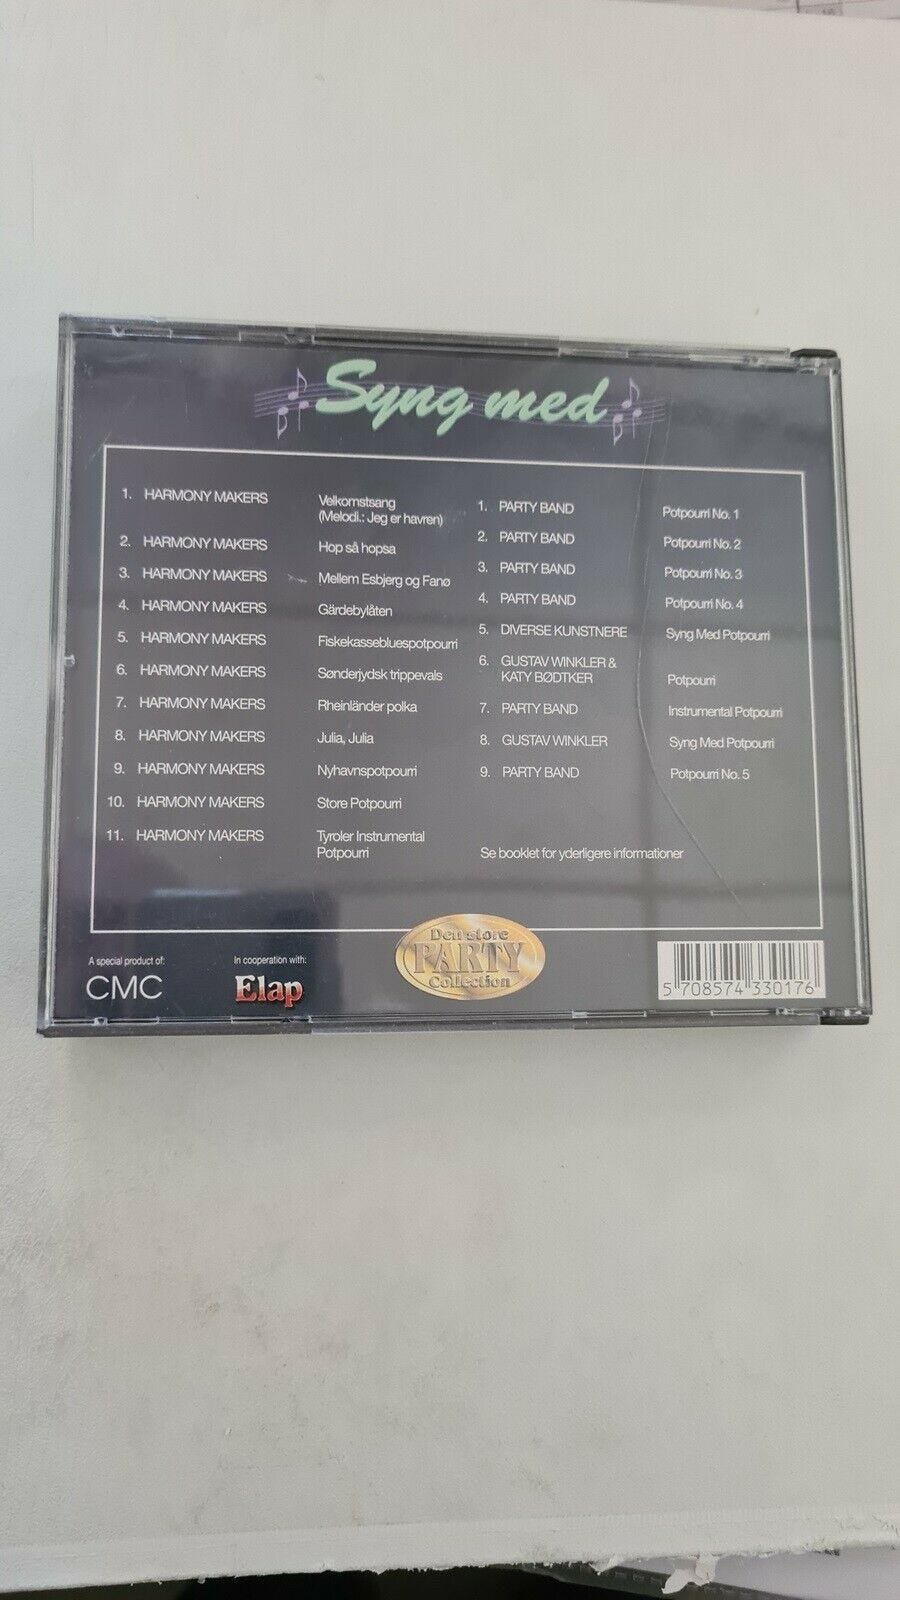 Syng med
1. HARMONY MAKERS Velkomstsang
(Melodi.: Jeg er havren)
2. HARMONY MAKERS Hop så hopsa
3. HARMONY MAKERS Mellem Esbjerg og Fanø
4. HARMONY MAKERS Gärdebylåten
5. HARMONY MAKERS Fiskekassebluespotpourri
6. HARMONY MAKERS Sønderjydsk trippevals
7. HARMONY MAKERS Rheinländer polka
8. HARMONY MAKERS Julia, Julia
9. HARMONY MAKERS Nyhavnspotpourri
10. HARMONY MAKERS Store Potpourri
11. HARMONY MAKERS Tyroler Instrumental
Potpourri
1. PARTY BAND Potpourri No. 1
2. PARTY BAND Potpourri No. 2
3. PARTY BAND Potpourri No. 3
4. PARTY BAND Potpourri No. 4
5. DIVERSE KUNSTNERE Syng Med Potpourri
6. GUSTAV WINKLER &
KATY BØDTKER Potpourri
7. PARTY BAND Instrumental Potpourri
8. GUSTAV WINKLER Syng Med Potpourri
9. PARTY BAND Potpourri No. 5
Se booklet for yderligere informationer
A special product of:
CMC
In cooperation with:
Elap
Den store
PARTY
Collection
5 708574 330176